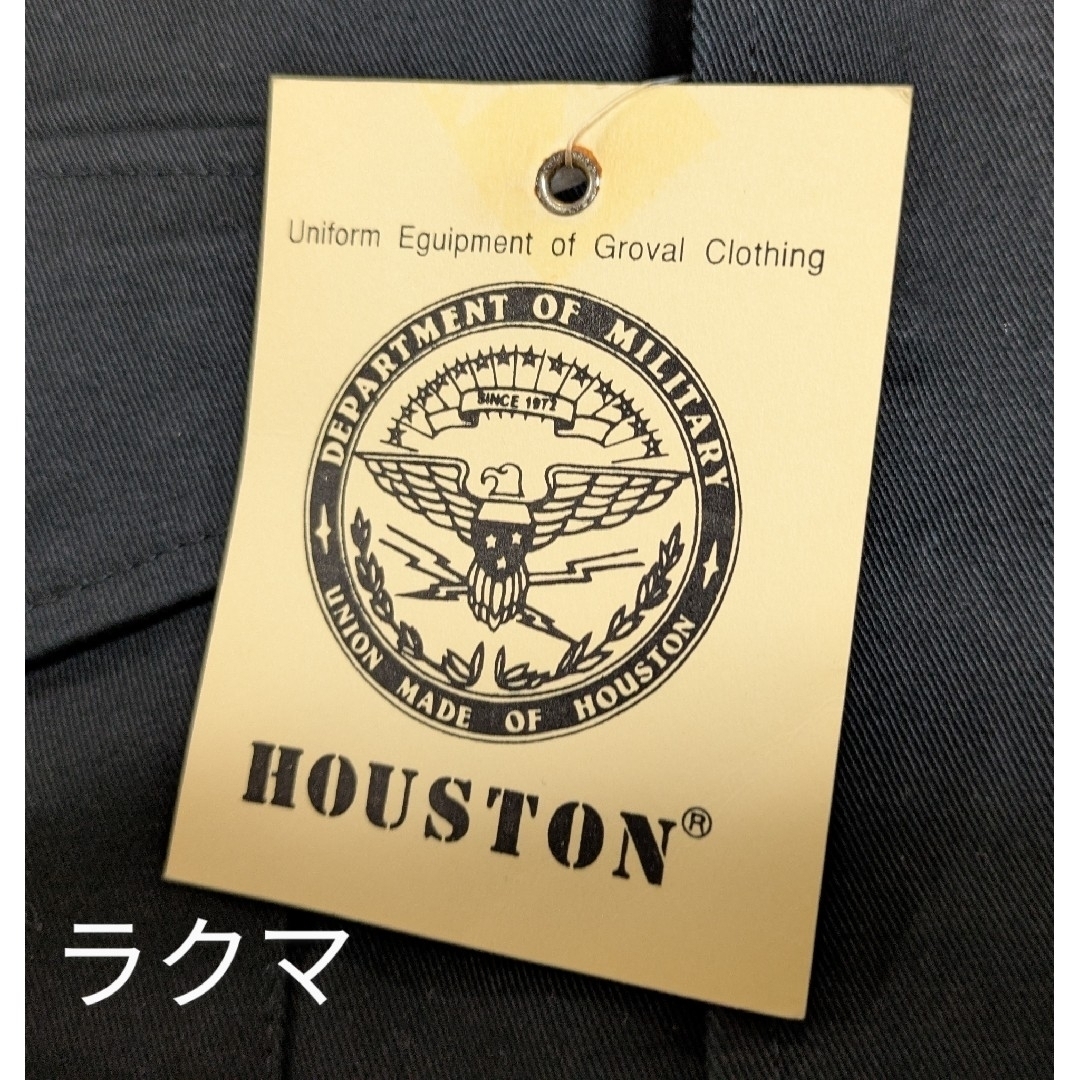 Uniform Eguipment of Groval Clothing
DEPARTMENT OF MILITARY
SINCE 1972
UNION MADE OF HOUSTON
HOUSTON®
ラクマ